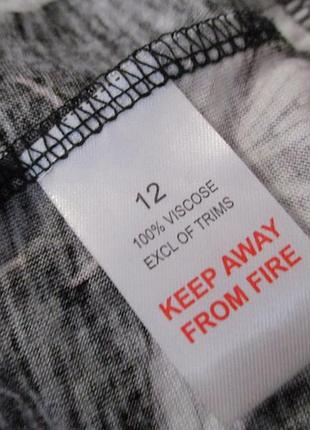 12
100% VISCOSE
EXCL OF TRIMS
KEEP AWAY
FROM FIRE